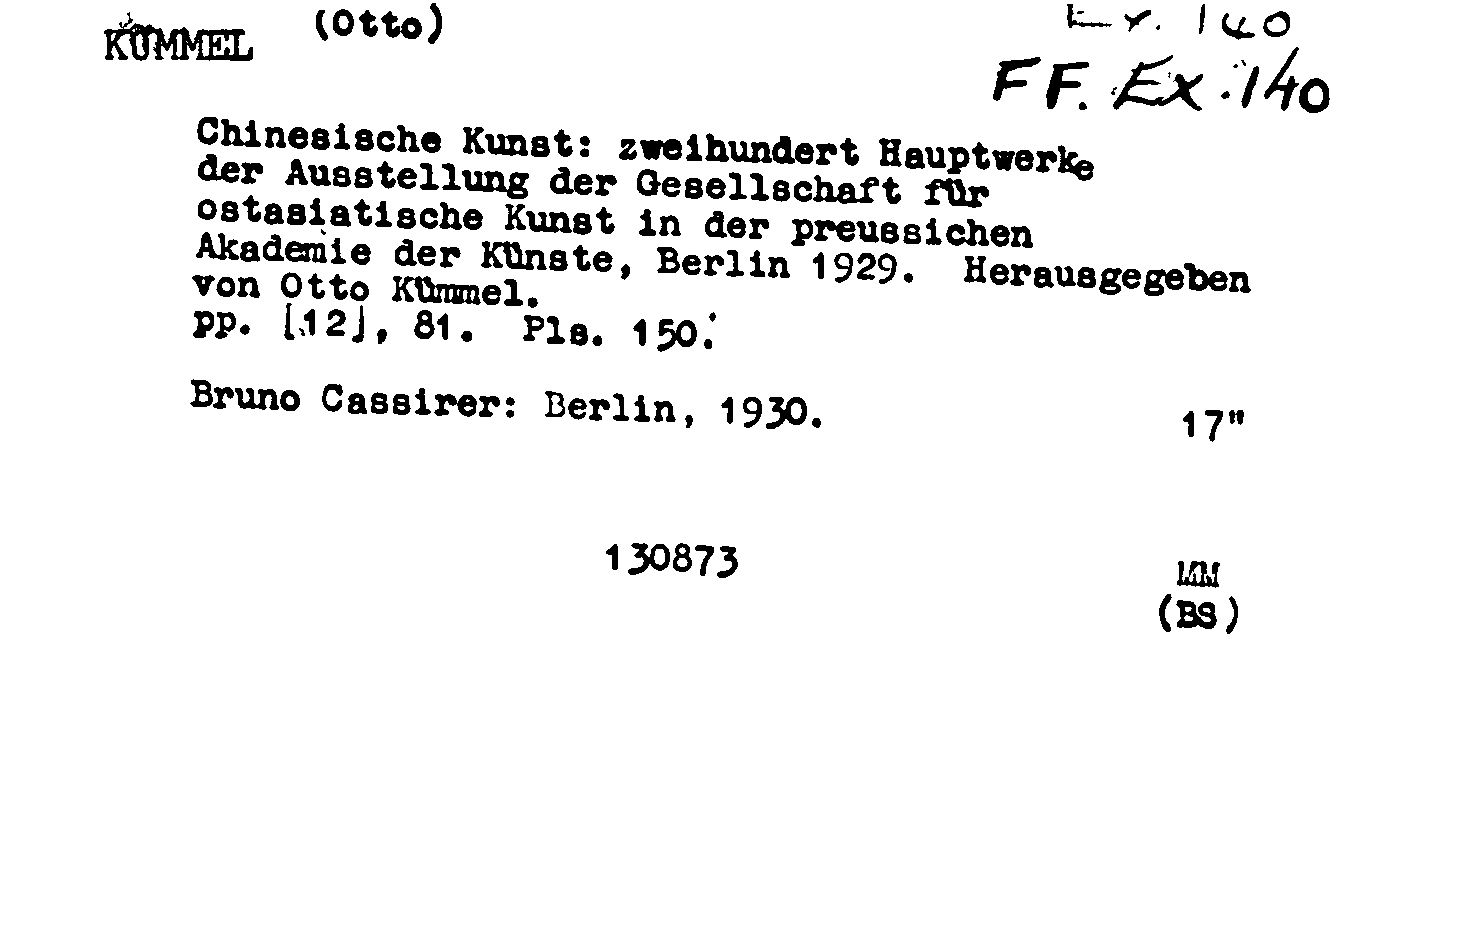 KÜMMEL (Otto)
Ex. 140
FF. Ex. 140
Chinesische Kunst: zweihundert Hauptwerke
der Ausstellung der Gesellschaft für
ostasiatische Kunst in der preussichen
Akademie der Künste, Berlin 1929. Herausgegeben
von Otto Kümmel.
pp. [12], 81. Pls. 150.
Bruno Cassirer: Berlin, 1930.
17"
130873
MM
(BS)